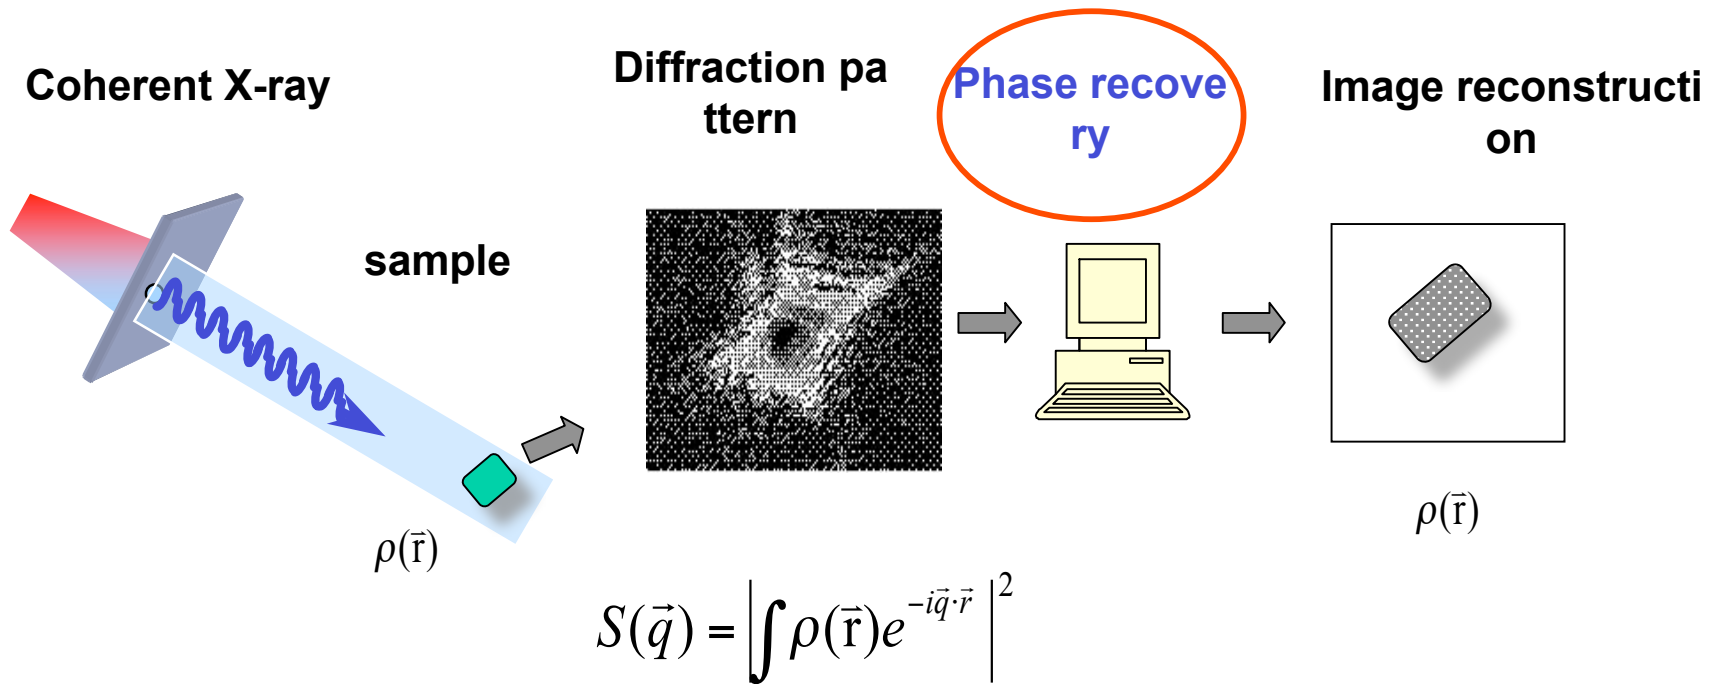 Coherent X-ray
Diffraction pa
ttern
Phase recove
ry
Image reconstructi
on
sample
ρ(r̄)
ρ(r̄)
S(q⃗) = |∫ρ(r̄)e^{-iq⃗·r⃗}|²